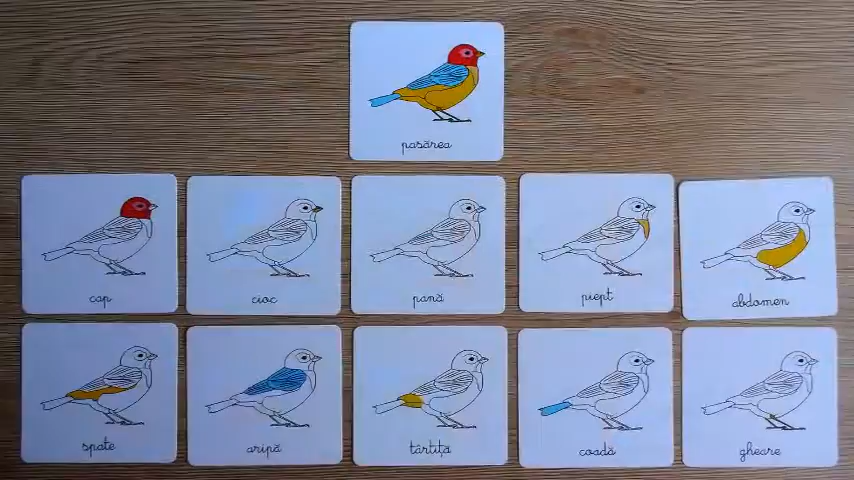 pasărea
cap
cioc
pană
piept
abdomen
spate
aripă
târtița
coadă
gheare